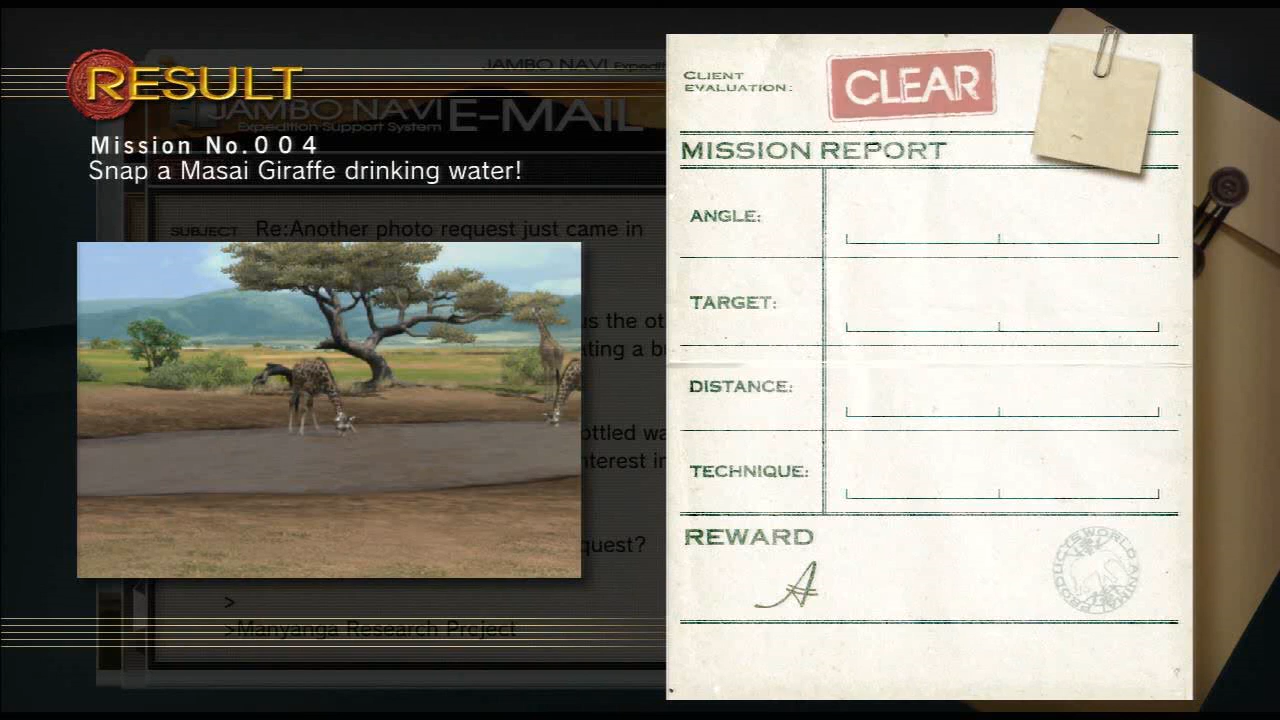 RESULT
Mission No.004
Snap a Masai Giraffe drinking water!
JAMBO NAVI
JAMBO NAVI
Expedition Support System
E-MAIL
SUBJECT Re:Another photo request just came in
ating a
quest?
>
>Manyanga Research Project
CLIENT
EVALUATION:
CLEAR
MISSION REPORT
ANGLE:
TARGET:
DISTANCE:
TECHNIQUE:
REWARD